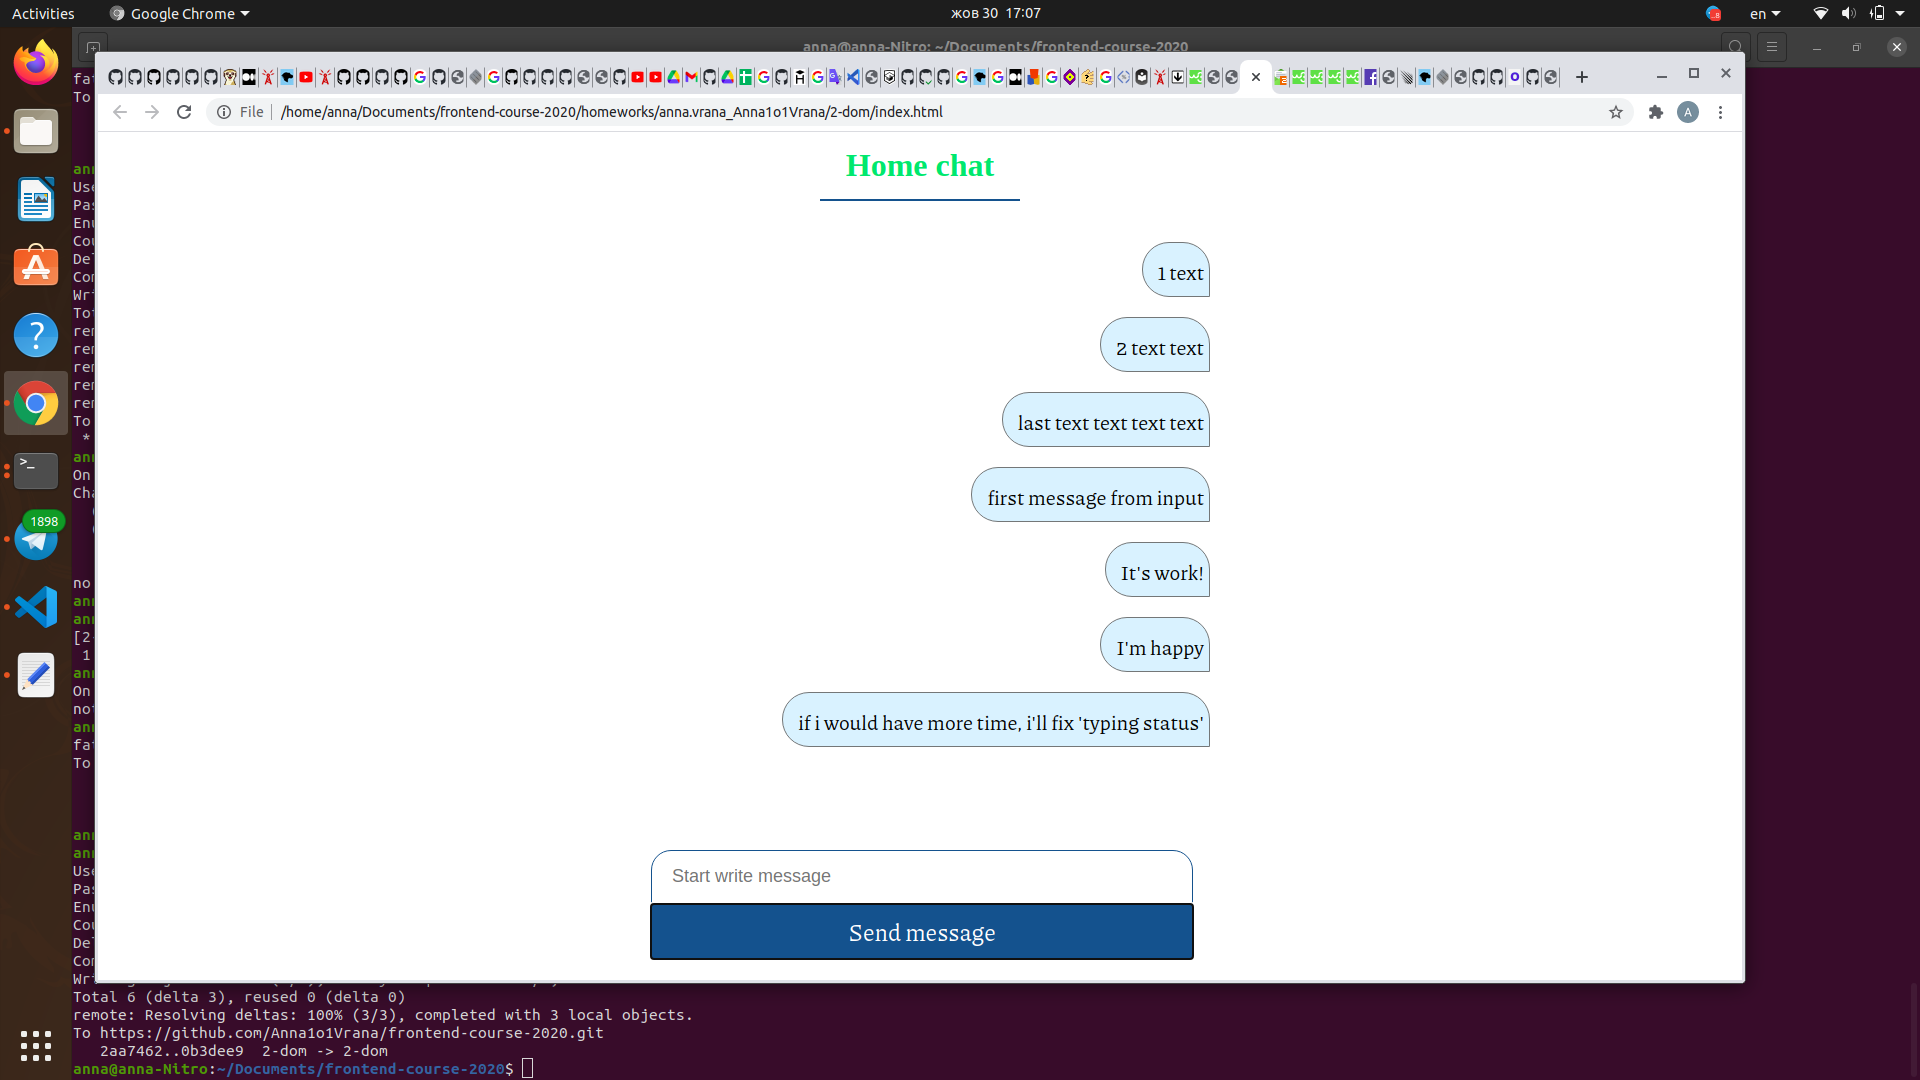 Activities
Google Chrome
жов 30 17:07
en
anna@anna-Nitro: ~/Documents/frontend-course-2020
File
/home/anna/Documents/frontend-course-2020/homeworks/anna.vrana_Anna1o1Vrana/2-dom/index.html
A
Home chat
1 text
2 text text
last text text text text
first message from input
It's work!
I'm happy
if i would have more time, i'll fix 'typing status'
Start write message
Send message
1898
Total 6 (delta 3), reused 0 (delta 0)
remote: Resolving deltas: 100% (3/3), completed with 3 local objects.
To https://github.com/Anna1o1Vrana/frontend-course-2020.git
2aa7462..0b3dee9  2-dom -> 2-dom
anna@anna-Nitro:~/Documents/frontend-course-2020$